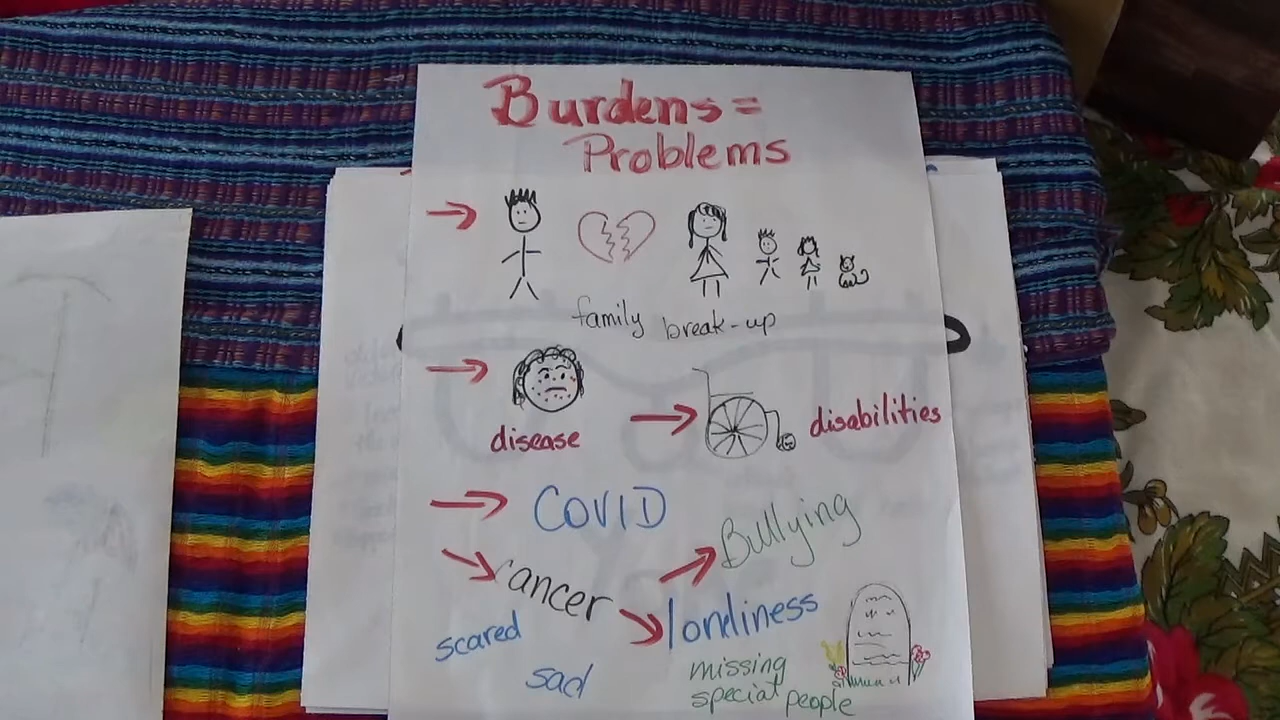 Burdens =
Problems
family break-up
disease
disabilities
COVID
Bullying
cancer
lonliness
scared
sad
missing
special people